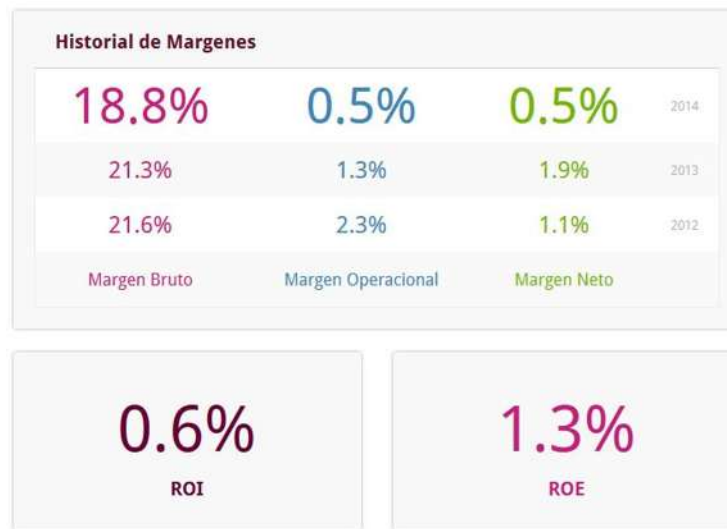 Historial de Margenes
18.8% 0.5% 0.5% 2014
21.3% 1.3% 1.9% 2013
21.6% 2.3% 1.1% 2012
Margen Bruto Margen Operacional Margen Neto
0.6% 1.3%
ROI ROE